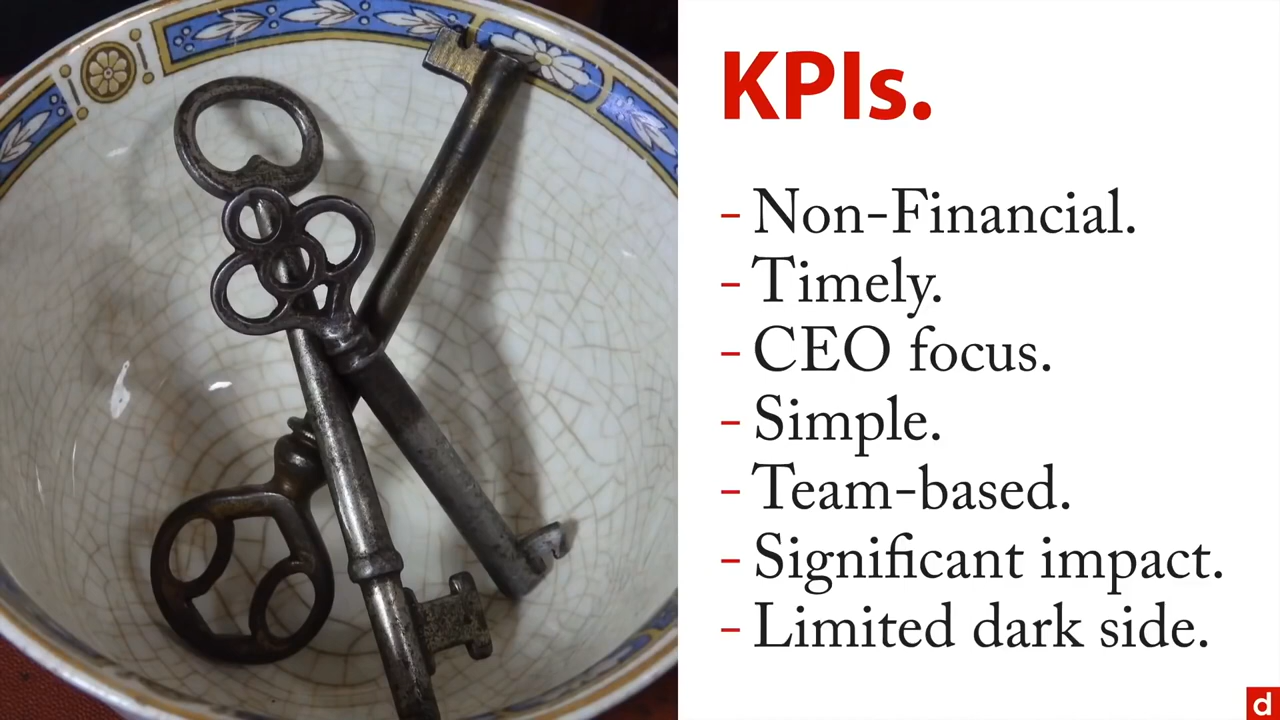 KPIs.
- Non-Financial.
- Timely.
- CEO focus.
- Simple.
- Team-based.
- Significant impact.
- Limited dark side.
d